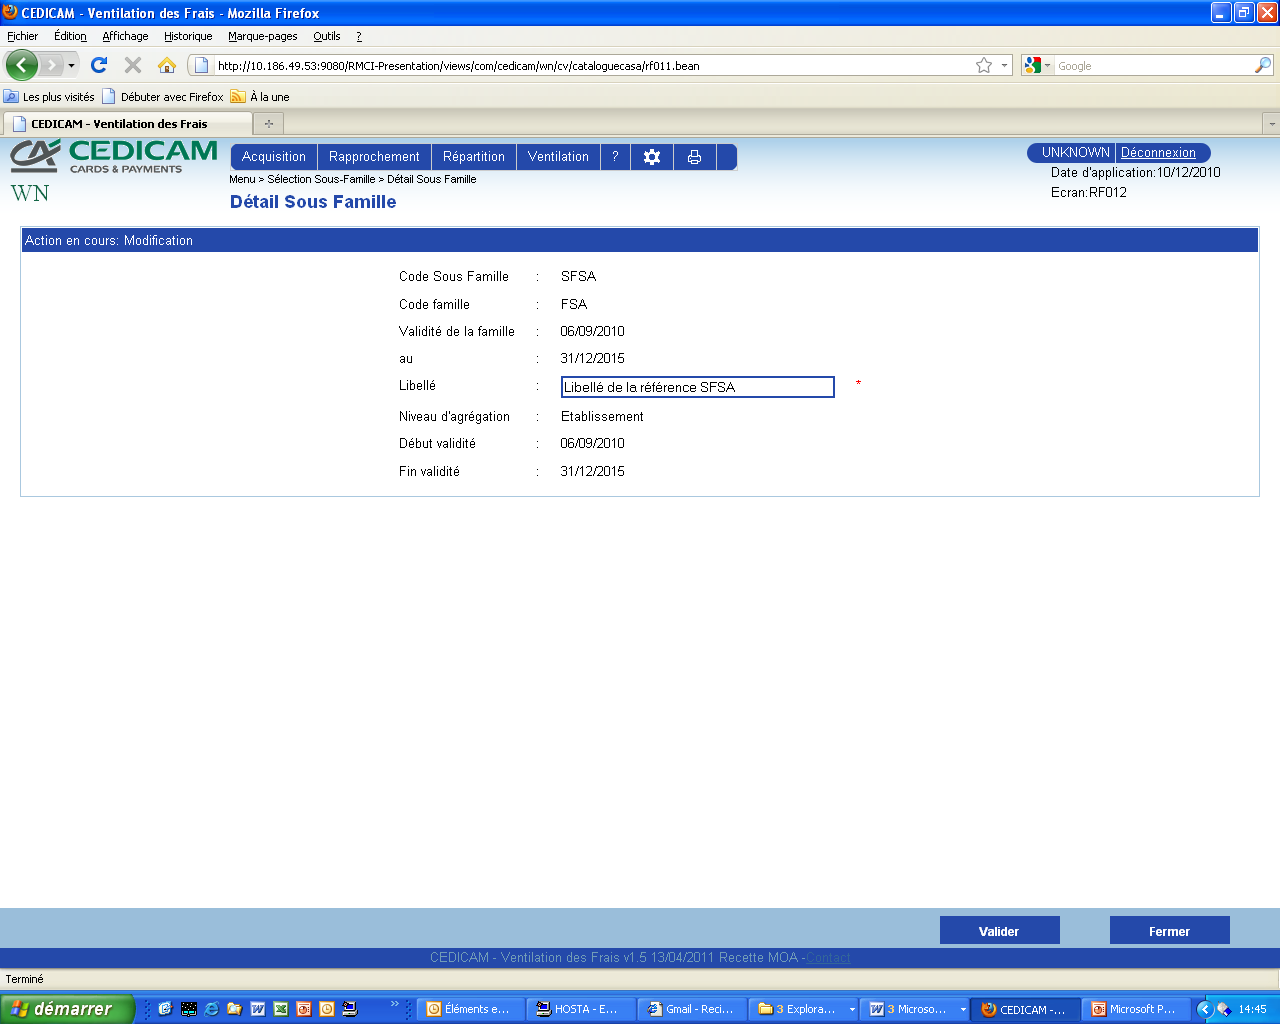 CEDICAM - Ventilation des Frais - Mozilla Firefox
Fichier Édition Affichage Historique Marque-pages Outils ?
http://10.186.49.53:9080/RMCI-Presentation/views/com/cedicam/wn/cv/cataloguecasa/rf011.bean Google
Les plus visités Débuter avec Firefox À la une
CEDICAM - Ventilation des Frais
CA CEDICAM
CARDS & PAYMENTS
WN
Acquisition Rapprochement Répartition Ventilation ?
UNKNOWN Déconnexion
Menu > Sélection Sous-Famille > Détail Sous Famille
Date d'application:10/12/2010
Détail Sous Famille
Ecran:RF012
Action en cours: Modification
Code Sous Famille : SFSA
Code famille : FSA
Validité de la famille : 06/09/2010
au : 31/12/2015
Libellé : Libellé de la référence SFSA *
Niveau d'agrégation : Etablissement
Début validité : 06/09/2010
Fin validité : 31/12/2015
Valider Fermer
CEDICAM - Ventilation des Frais v1.5 13/04/2011 Recette MOA -Contact
Terminé
démarrer Éléments e... HOSTA - E... Gmail - Reci... 3 Explora... 3 Microso... CEDICAM -... Microsoft P... 14:45